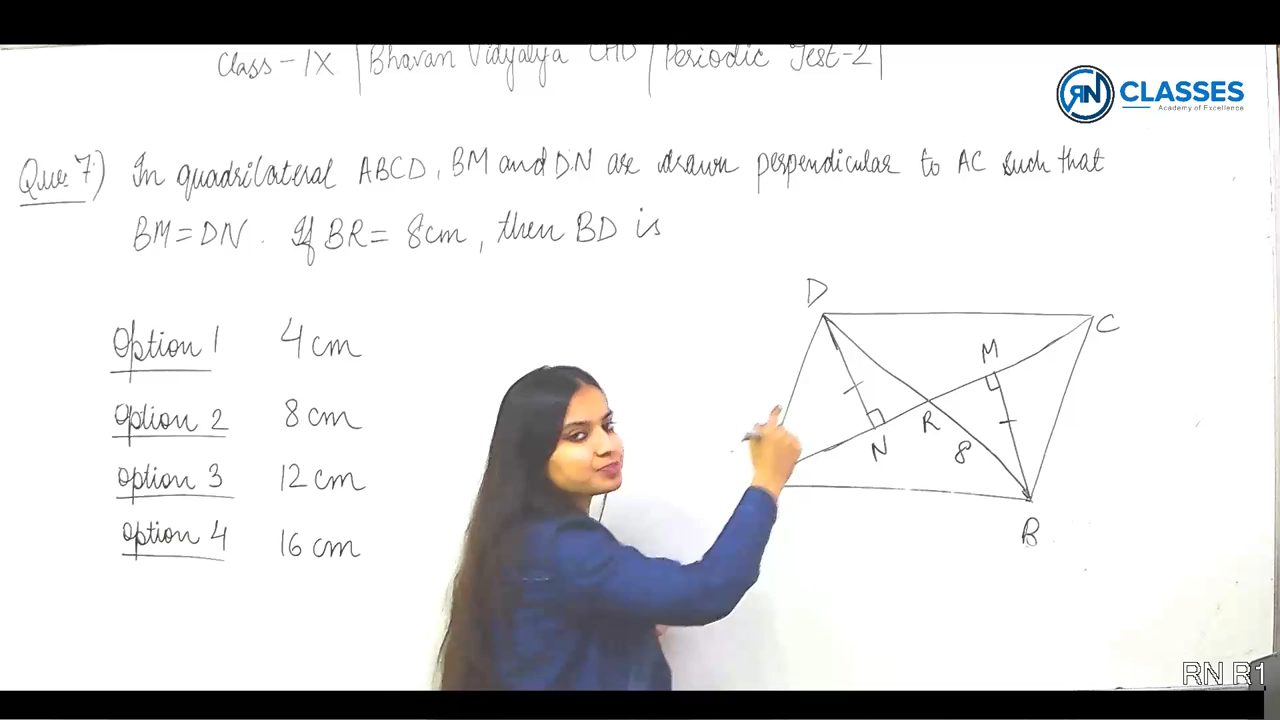 Class-IX | Bhavan Vidyalya CHD | Periodic Test-2 |
RN CLASSES
Academy of Excellence
Que: 7) In quadrilateral ABCD, BM and DN are drawn perpendicular to AC such that
BM = DN. If BR = 8cm, then BD is
Option 1 4 cm
Option 2 8 cm
Option 3 12 cm
Option 4 16 cm
D
C
M
R
N
8
B
RN R1